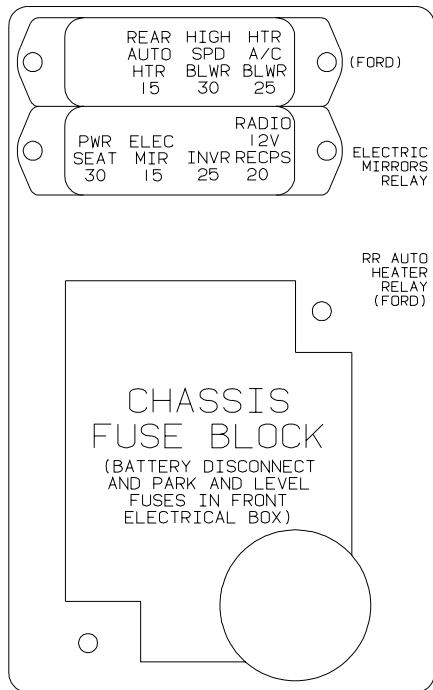 REAR HIGH HTR
AUTO SPD A/C
HTR BLWR BLWR
15 30 25
(FORD)
RADIO
PWR ELEC 12V
SEAT MIR INVR RECPS
30 15 25 20
ELECTRIC
MIRRORS
RELAY
RR AUTO
HEATER
RELAY
(FORD)
CHASSIS
FUSE BLOCK
(BATTERY DISCONNECT
AND PARK AND LEVEL
FUSES IN FRONT
ELECTRICAL BOX)